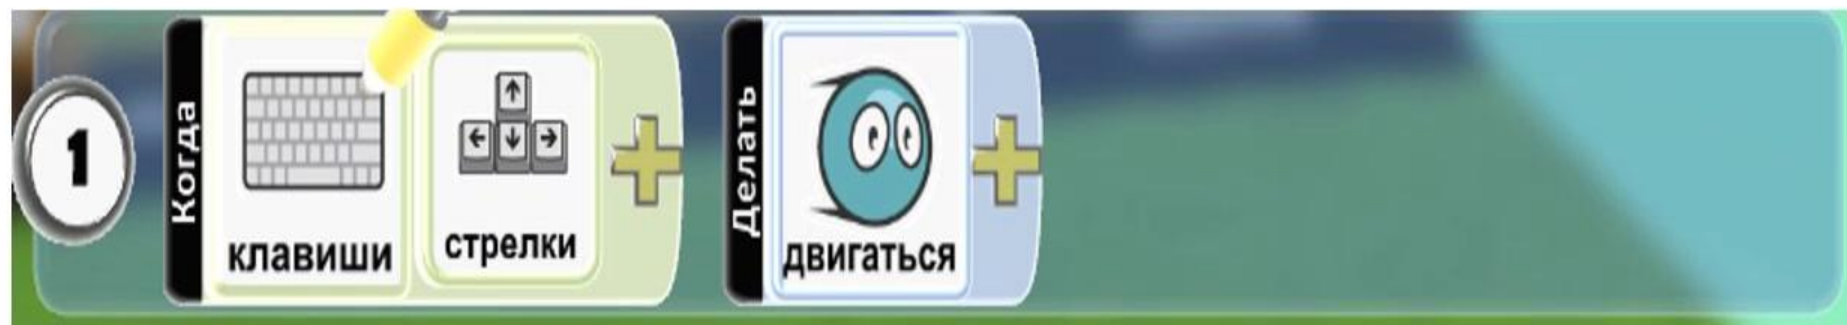 1
Когда
клавиши
стрелки
Делать
двигаться